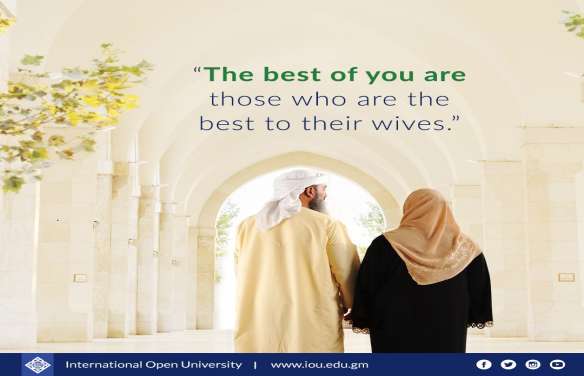 “The best of you are
those who are the
best to their wives.”
International Open University | www.iou.edu.gm